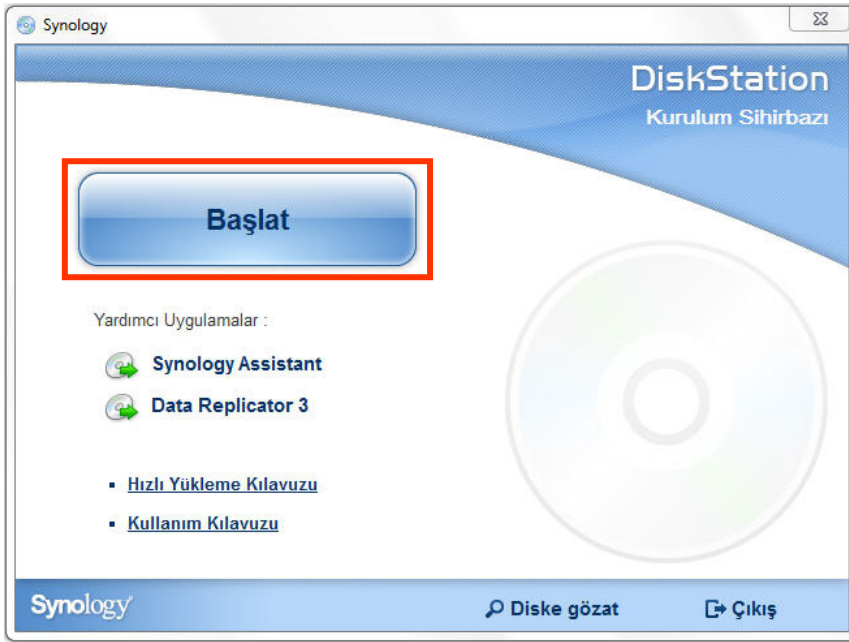 Synology
DiskStation
Kurulum Sihirbazı
Başlat
Yardımcı Uygulamalar :
Synology Assistant
Data Replicator 3
Hızlı Yükleme Kılavuzu
Kullanım Kılavuzu
Synology
Diske gözat
Çıkış